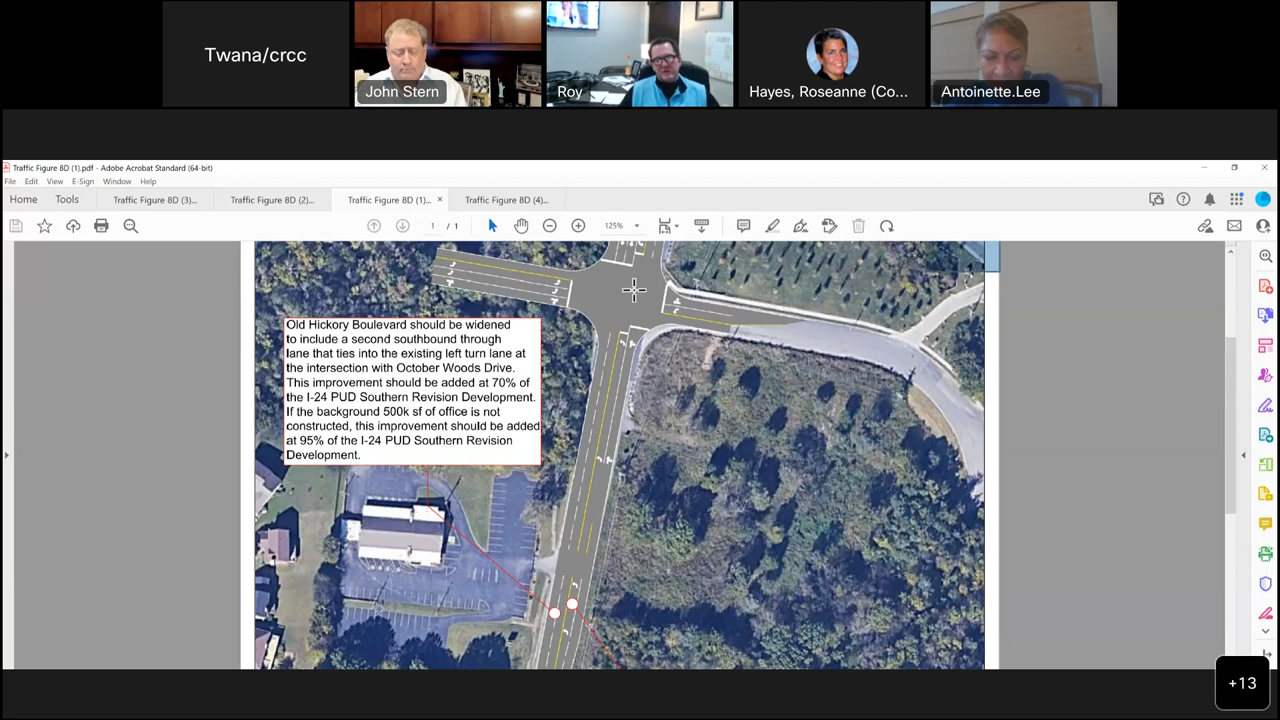 Twana/crcc
John Stern
Roy
Hayes, Roseanne (Co...
Antoinette.Lee
Traffic Figure 8D (1).pdf - Adobe Acrobat Standard (64-bit)
File Edit View E-Sign Window Help
Home Tools Traffic Figure 8D (3)... Traffic Figure 8D (2)... Traffic Figure 8D (1)... × Traffic Figure 8D (4)...
1 / 1 125%
Old Hickory Boulevard should be widened
to include a second southbound through
lane that ties into the existing left turn lane at
the intersection with October Woods Drive.
This improvement should be added at 70% of
the I-24 PUD Southern Revision Development.
If the background 500k sf of office is not
constructed, this improvement should be added
at 95% of the I-24 PUD Southern Revision
Development.
+13